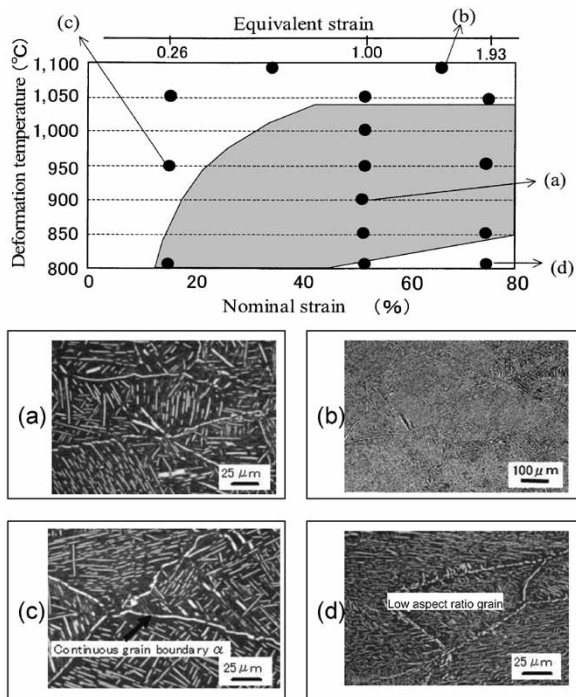 Equivalent strain
(c)
(b)
0.26 1.00 1.93
Deformation temperature (°C)
1,100
1,050
1,000
950
900
850
800
(a)
(d)
0 20 40 60 80
Nominal strain (%)
(a)
25 μm
(b)
100 μm
(c)
Continuous grain boundary α
25 μm
(d)
Low aspect ratio grain
25 μm